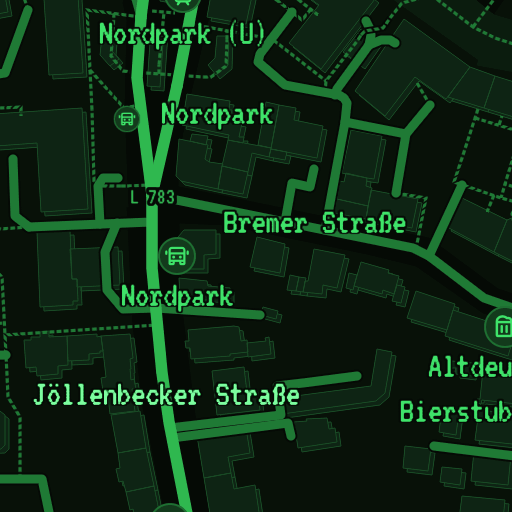 Nordpark (U)
Nordpark
L 783
Bremer Straße
Nordpark
Altdeu
Jöllenbecker Straße
Bierstub